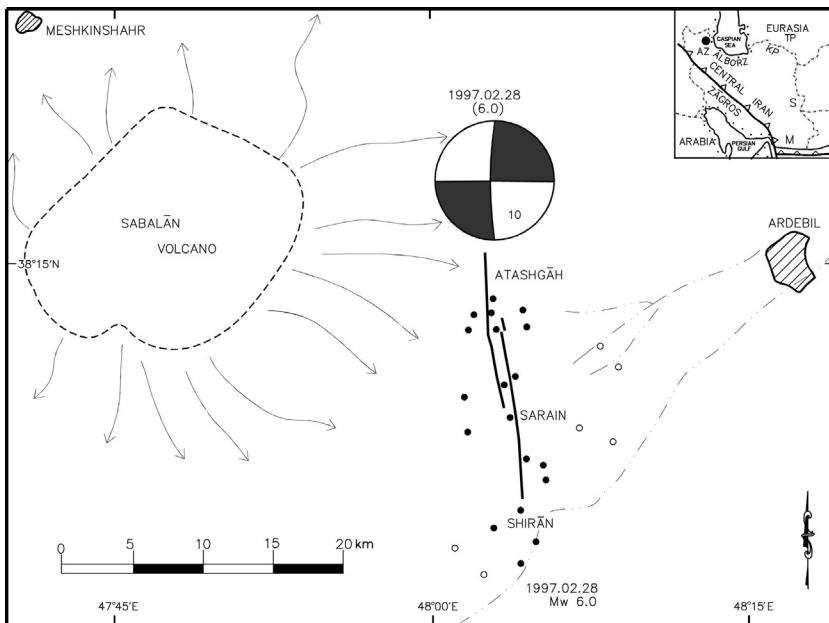 MESHKINSHAHR
SABALĀN
VOLCANO
38°15'N
1997.02.28
(6.0)
10
ATASHGĀH
SARAIN
SHIRĀN
ARDEBIL
EURASIA
TP
CASPIAN
SEA
AZ
ALBORZ
KP
CENTRAL
IRAN
ZĀGROS
S
ARABIA
PERSIAN
GULF
M
0 5 10 15 20 km
1997.02.28
Mw 6.0
47°45'E
48°00'E
48°15'E